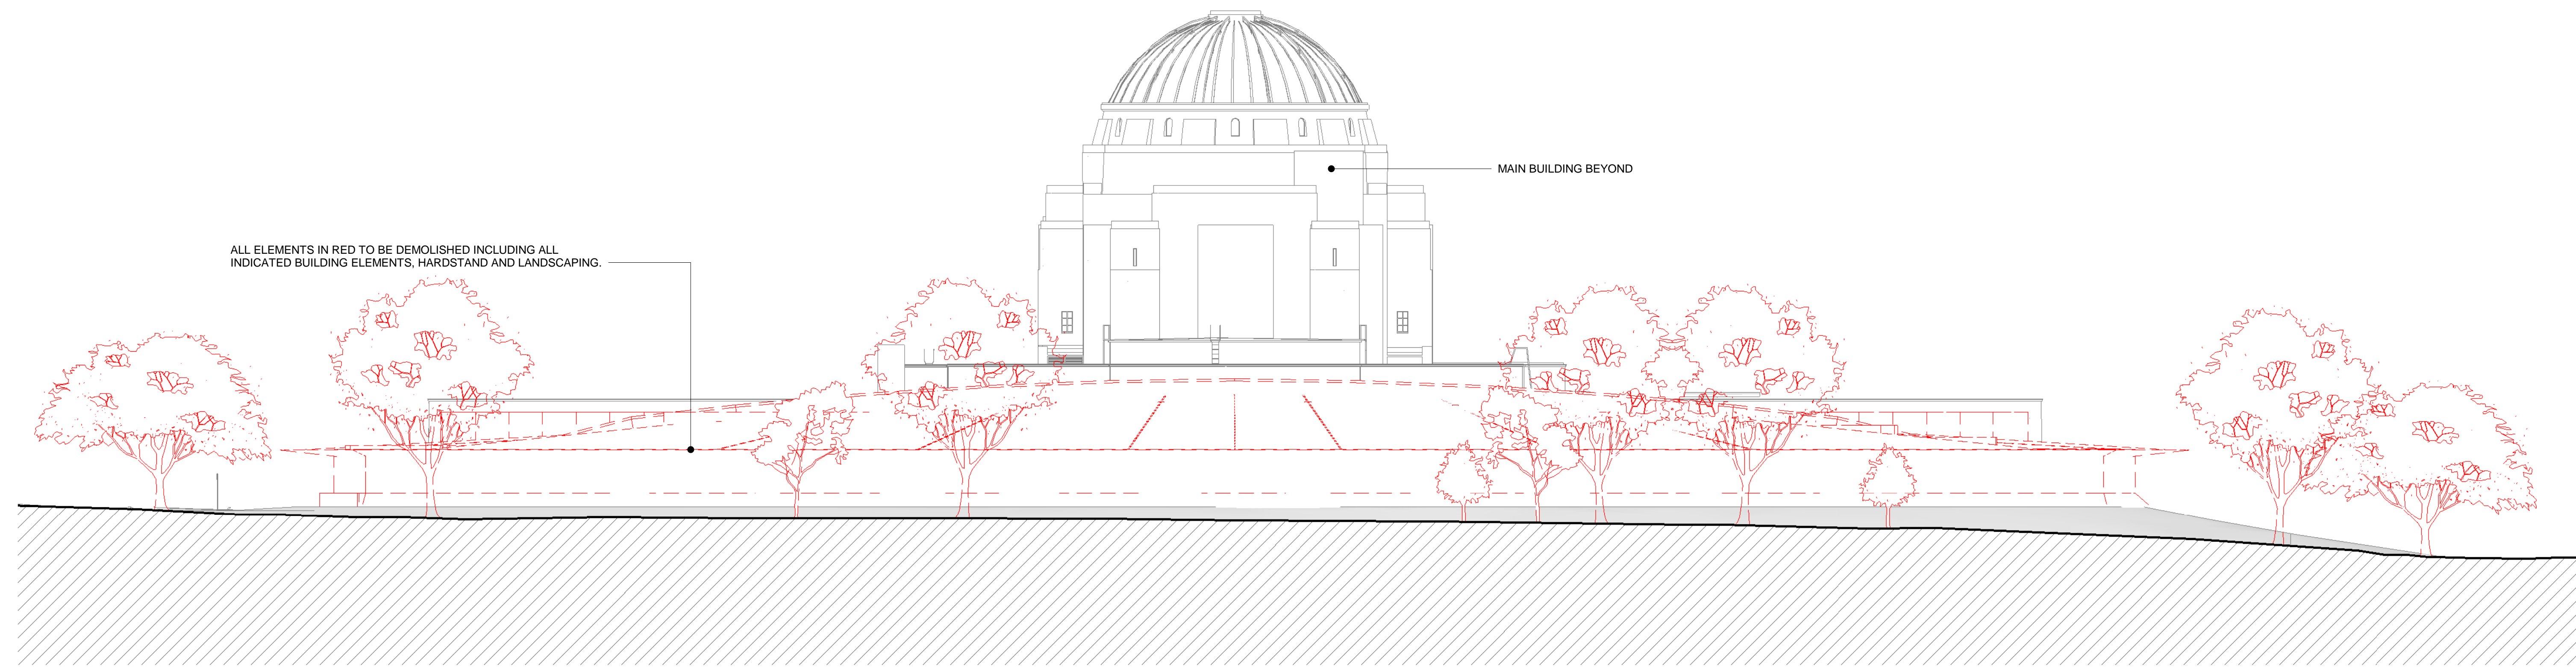 MAIN BUILDING BEYOND
ALL ELEMENTS IN RED TO BE DEMOLISHED INCLUDING ALL
INDICATED BUILDING ELEMENTS, HARDSTAND AND LANDSCAPING.